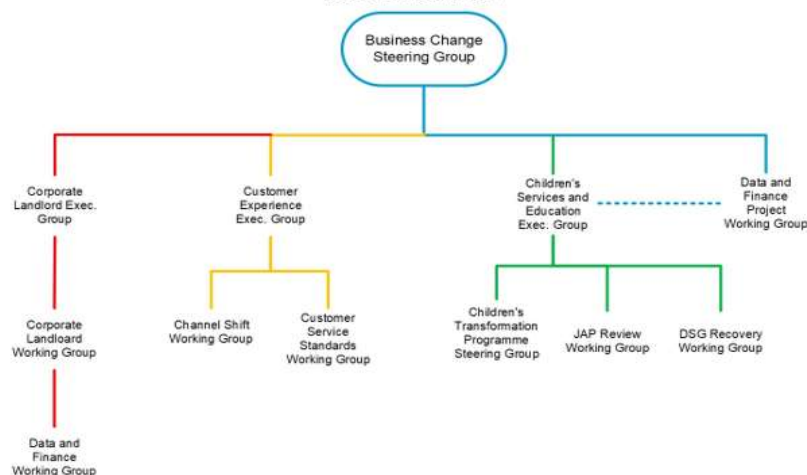 Business Change
Steering Group
Corporate
Landlord Exec.
Group
Customer
Experience
Exec. Group
Children's
Services and
Education
Exec. Group
Data and
Finance
Project
Working Group
Corporate
Landloard
Working Group
Channel Shift
Working Group
Customer
Service
Standards
Working Group
Children's
Transformation
Programme
Steering Group
JAP Review
Working Group
DSG Recovery
Working Group
Data and
Finance
Working Group